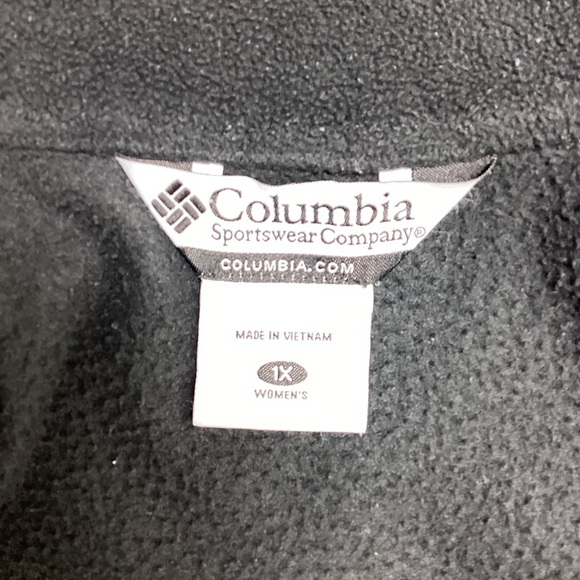 Columbia
Sportswear Company®
COLUMBIA.COM
MADE IN VIETNAM
1X
WOMEN'S